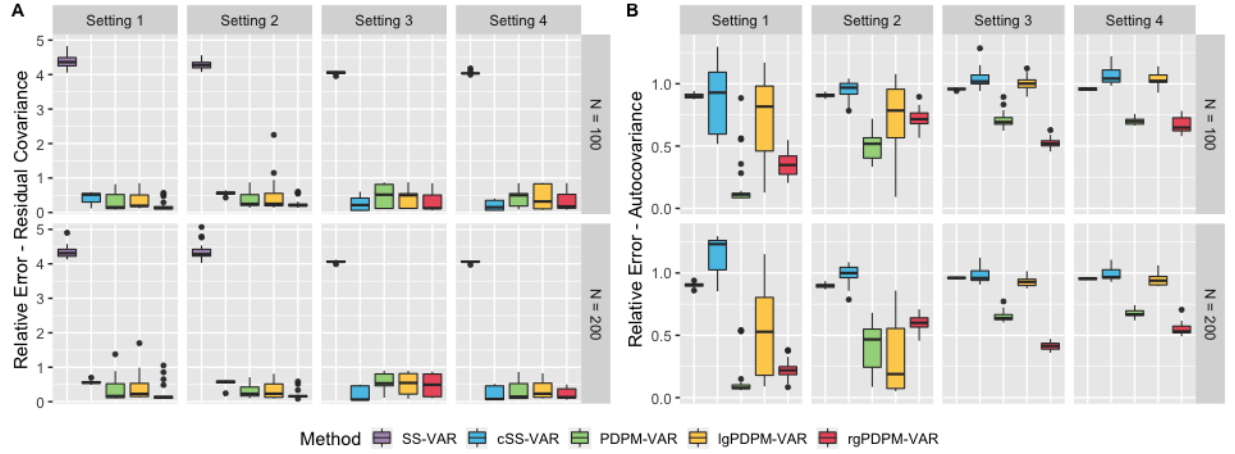 A
Setting 1 Setting 2 Setting 3 Setting 4
Relative Error - Residual Covariance
5
4
3
2
1
0
N = 100
5
4
3
2
1
0
N = 200
B
Setting 1 Setting 2 Setting 3 Setting 4
Relative Error - Autocovariance
1.0
0.5
0.0
N = 100
1.0
0.5
0.0
N = 200
Method SS-VAR cSS-VAR PDPM-VAR lgPDPM-VAR rgPDPM-VAR